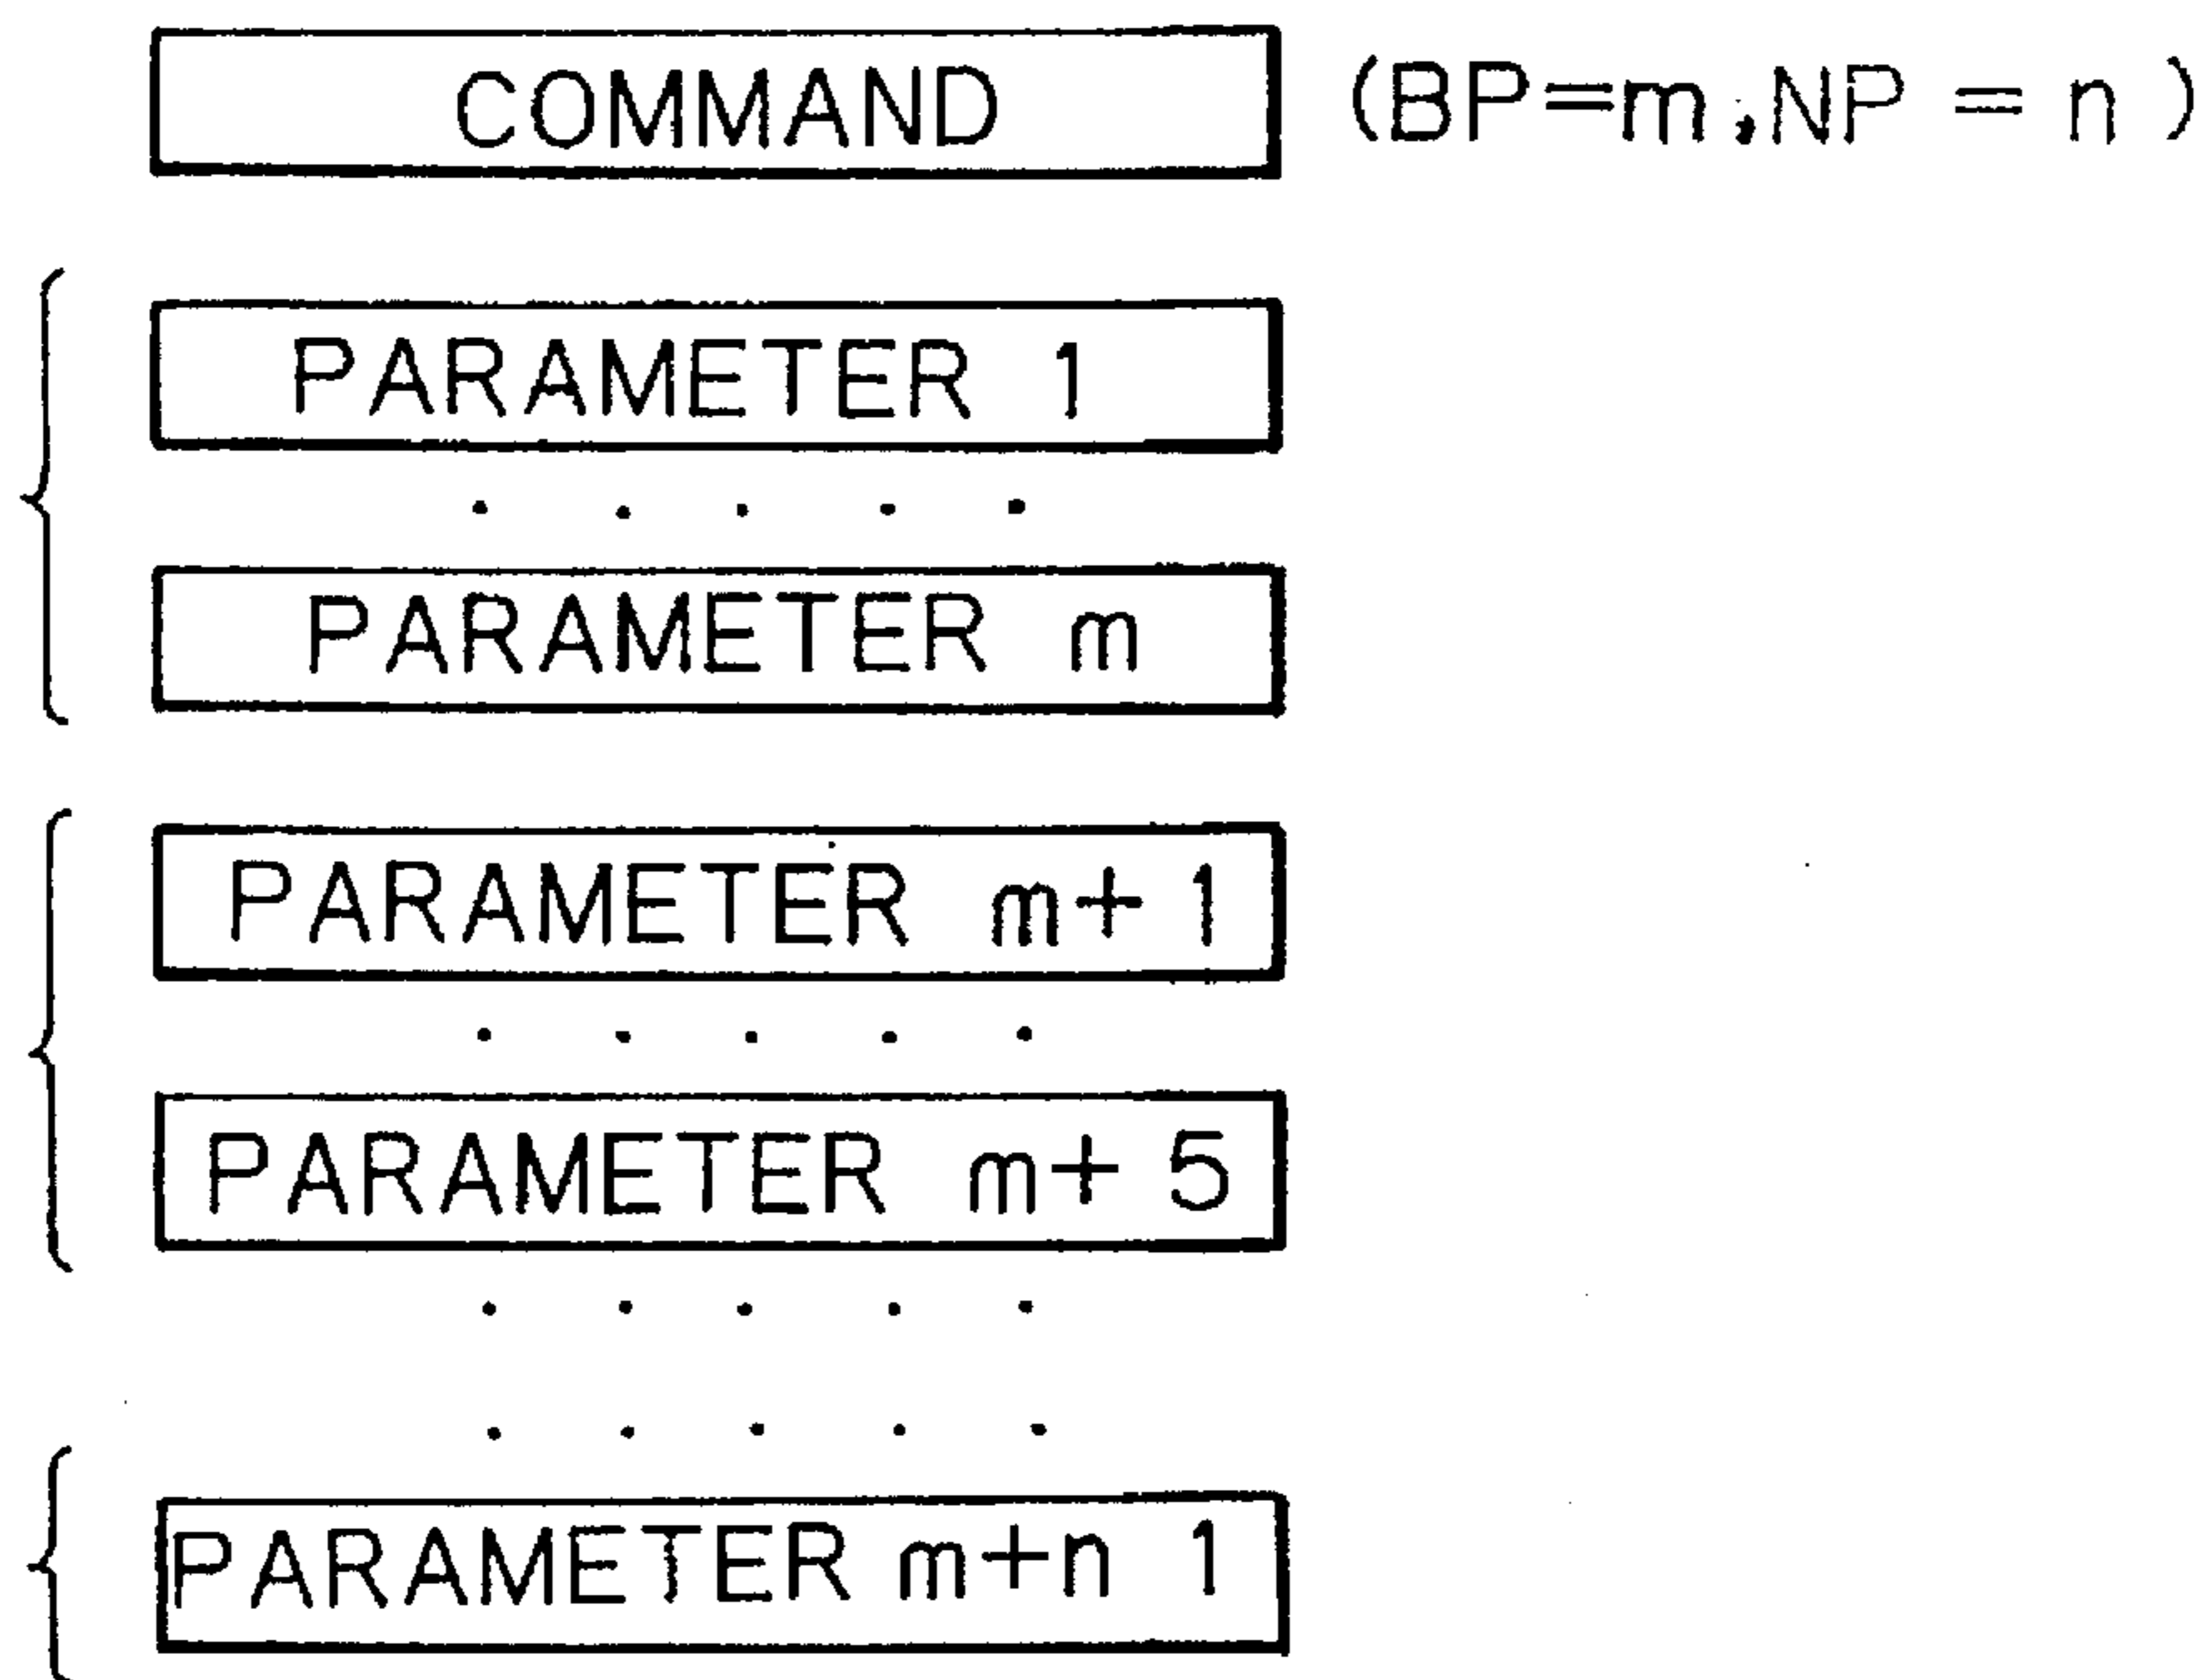 COMMAND (BP=m,NP = n )
PARAMETER 1
. . . . .
PARAMETER m
PARAMETER m+ 1
. . . . .
PARAMETER m+ 5
. . . . .
. . . . .
PARAMETER m+n 1